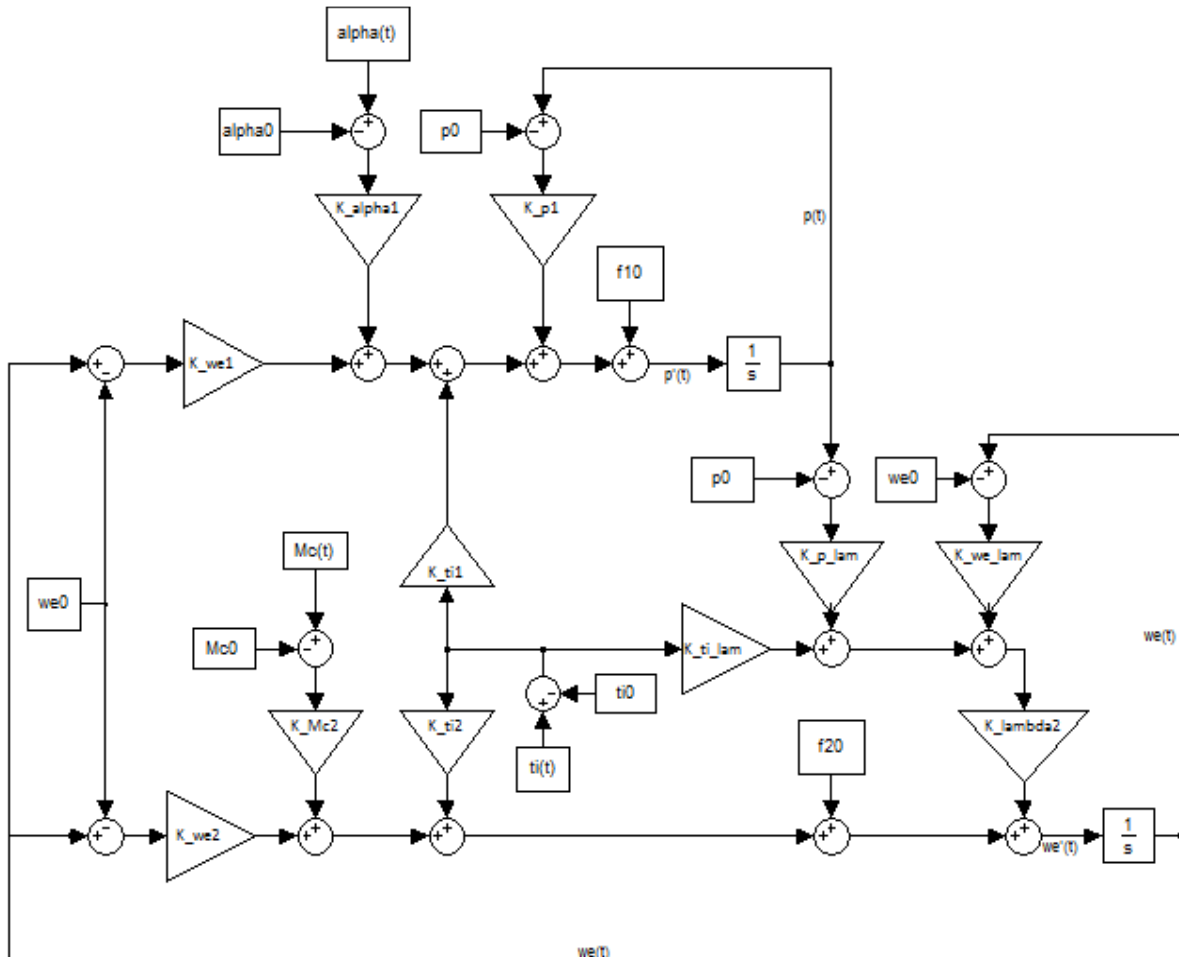 alpha(t)
alpha0
p0
K_alpha1
K_p1
p(t)
f10
K_we1
1
s
p'(t)
p0
we0
Mc(t)
K_ti1
K_p_lam
K_we_lam
we0
Mc0
K_ti_lam
we(t)
ti0
K_Mc2
K_ti2
K_lambda2
f20
ti(t)
K_we2
1
s
we'(t)
we(t)